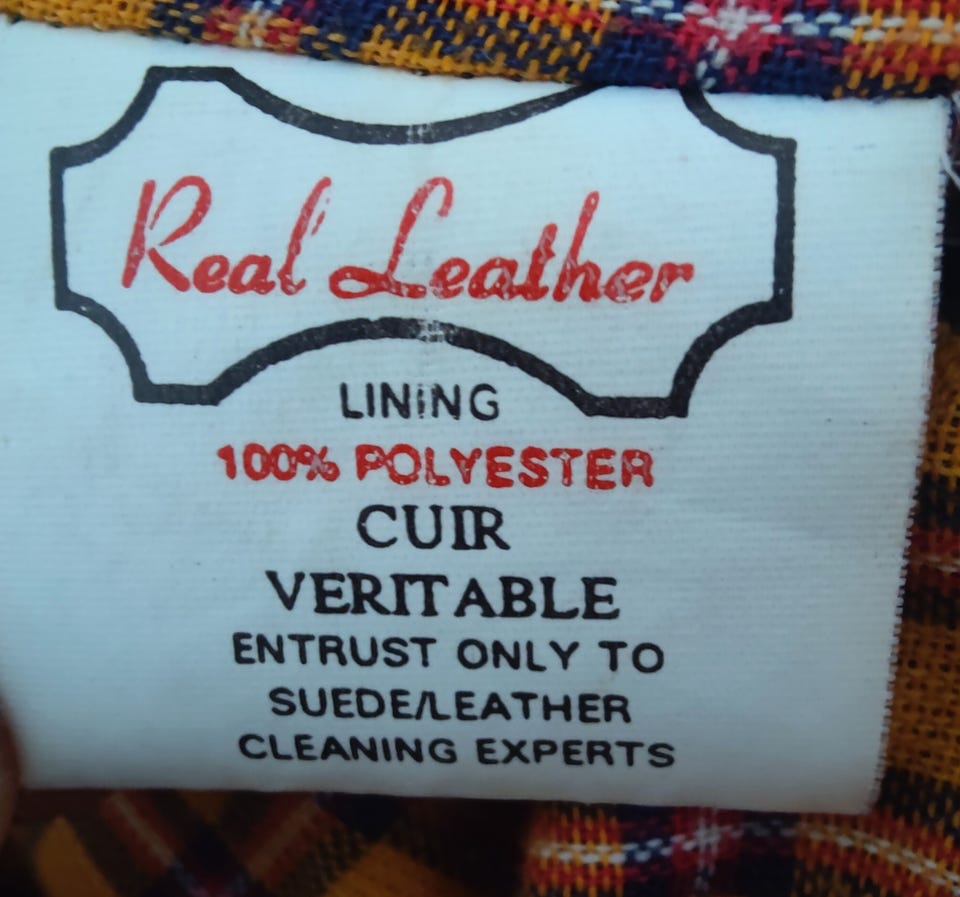 Real Leather
LINING
100% POLYESTER
CUIR
VERITABLE
ENTRUST ONLY TO
SUEDE/LEATHER
CLEANING EXPERTS